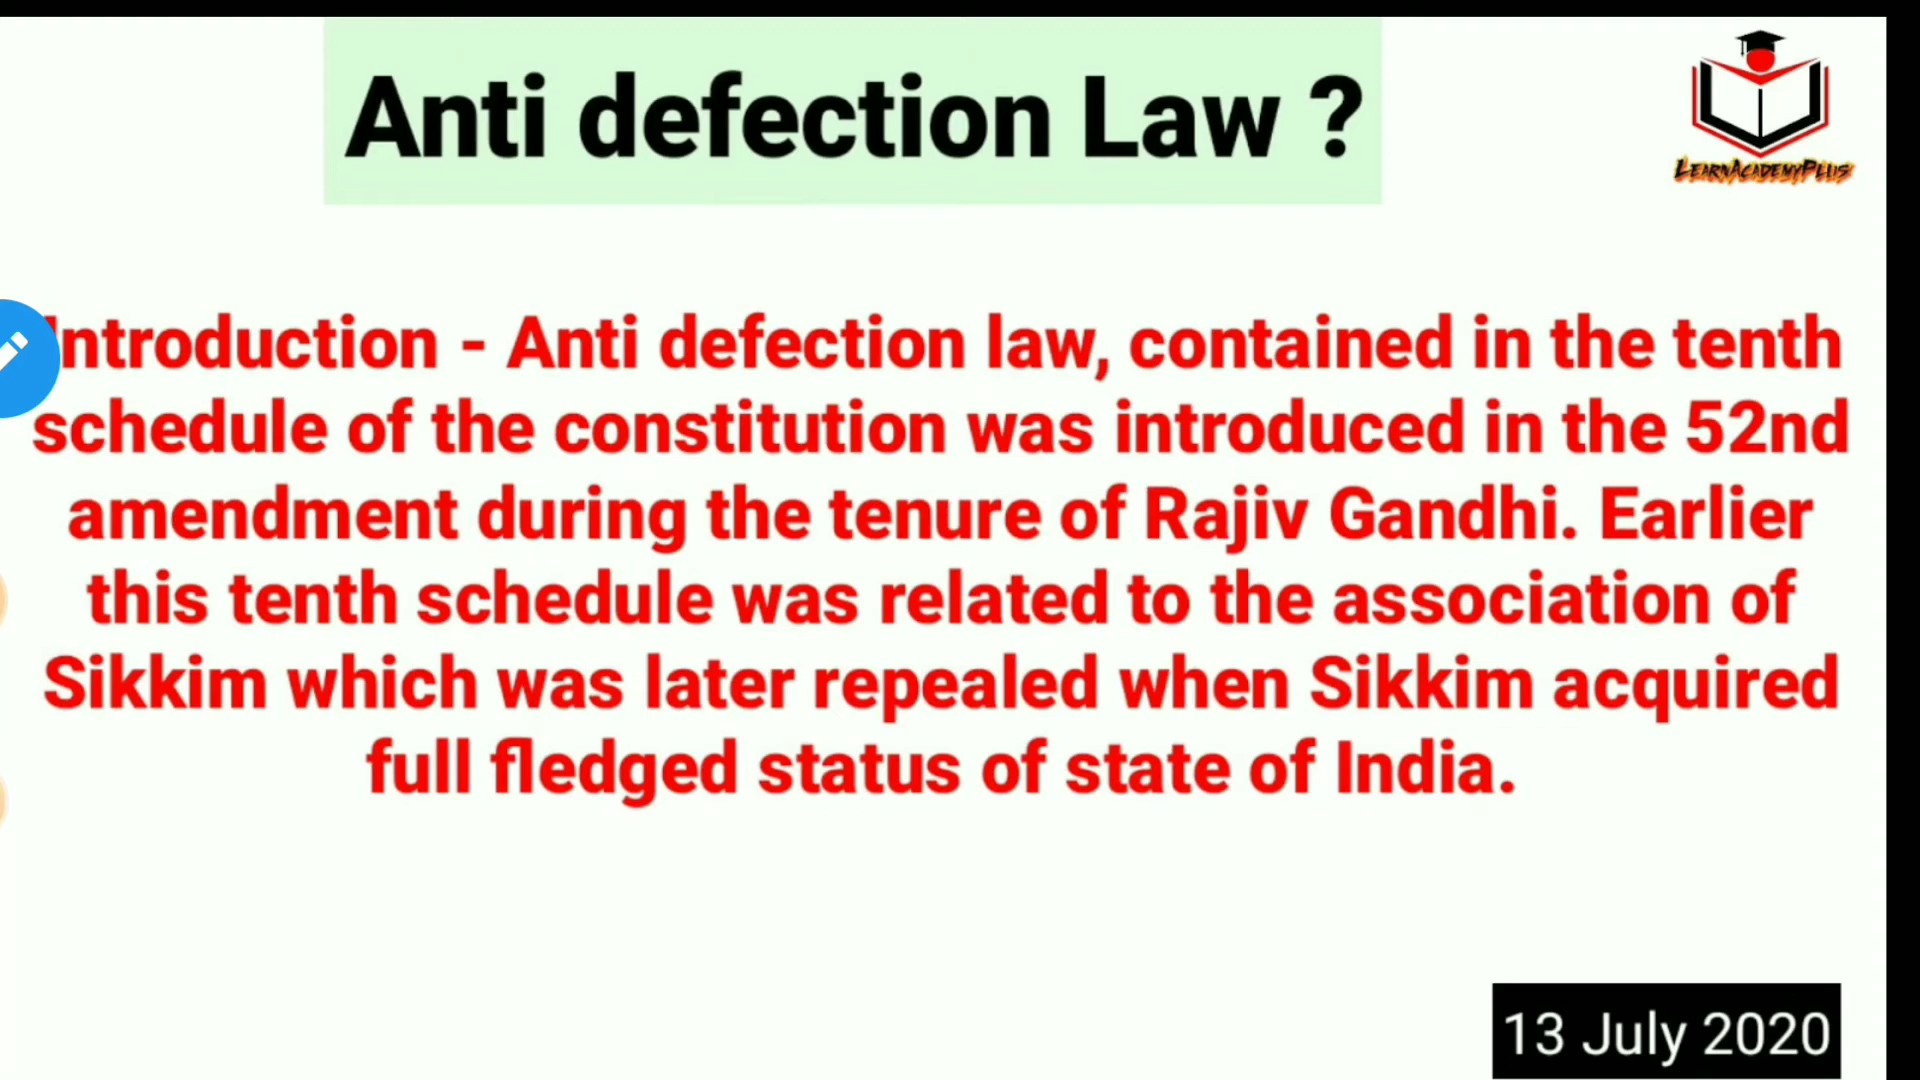 Anti defection Law ?
LearnAcademyPlus
Introduction - Anti defection law, contained in the tenth
schedule of the constitution was introduced in the 52nd
amendment during the tenure of Rajiv Gandhi. Earlier
this tenth schedule was related to the association of
Sikkim which was later repealed when Sikkim acquired
full fledged status of state of India.
13 July 2020